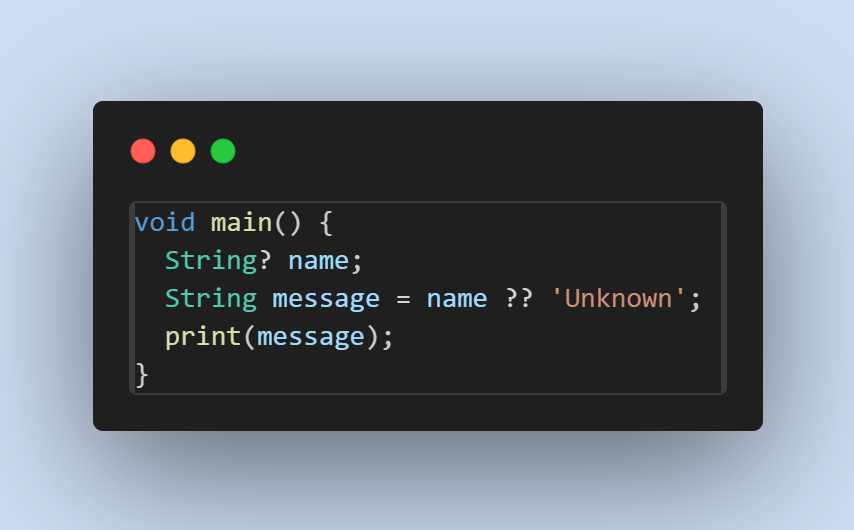 void main() {
  String? name;
  String message = name ?? 'Unknown';
  print(message);
}